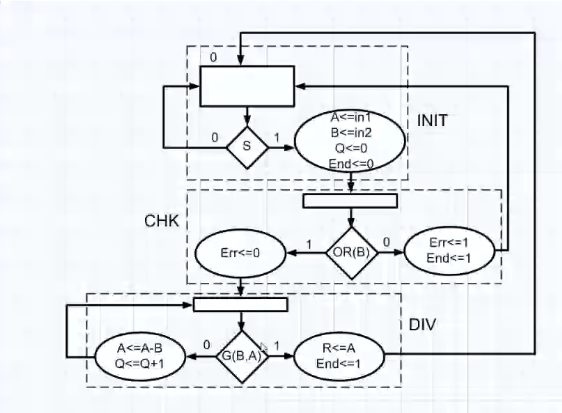 0
A<=in1
B<=in2
Q<=0
End<=0
INIT
0
S
1
CHK
Err<=0
1
OR(B)
0
Err<=1
End<=1
DIV
A<=A-B
Q<=Q+1
0
G(B,A)
1
R<=A
End<=1